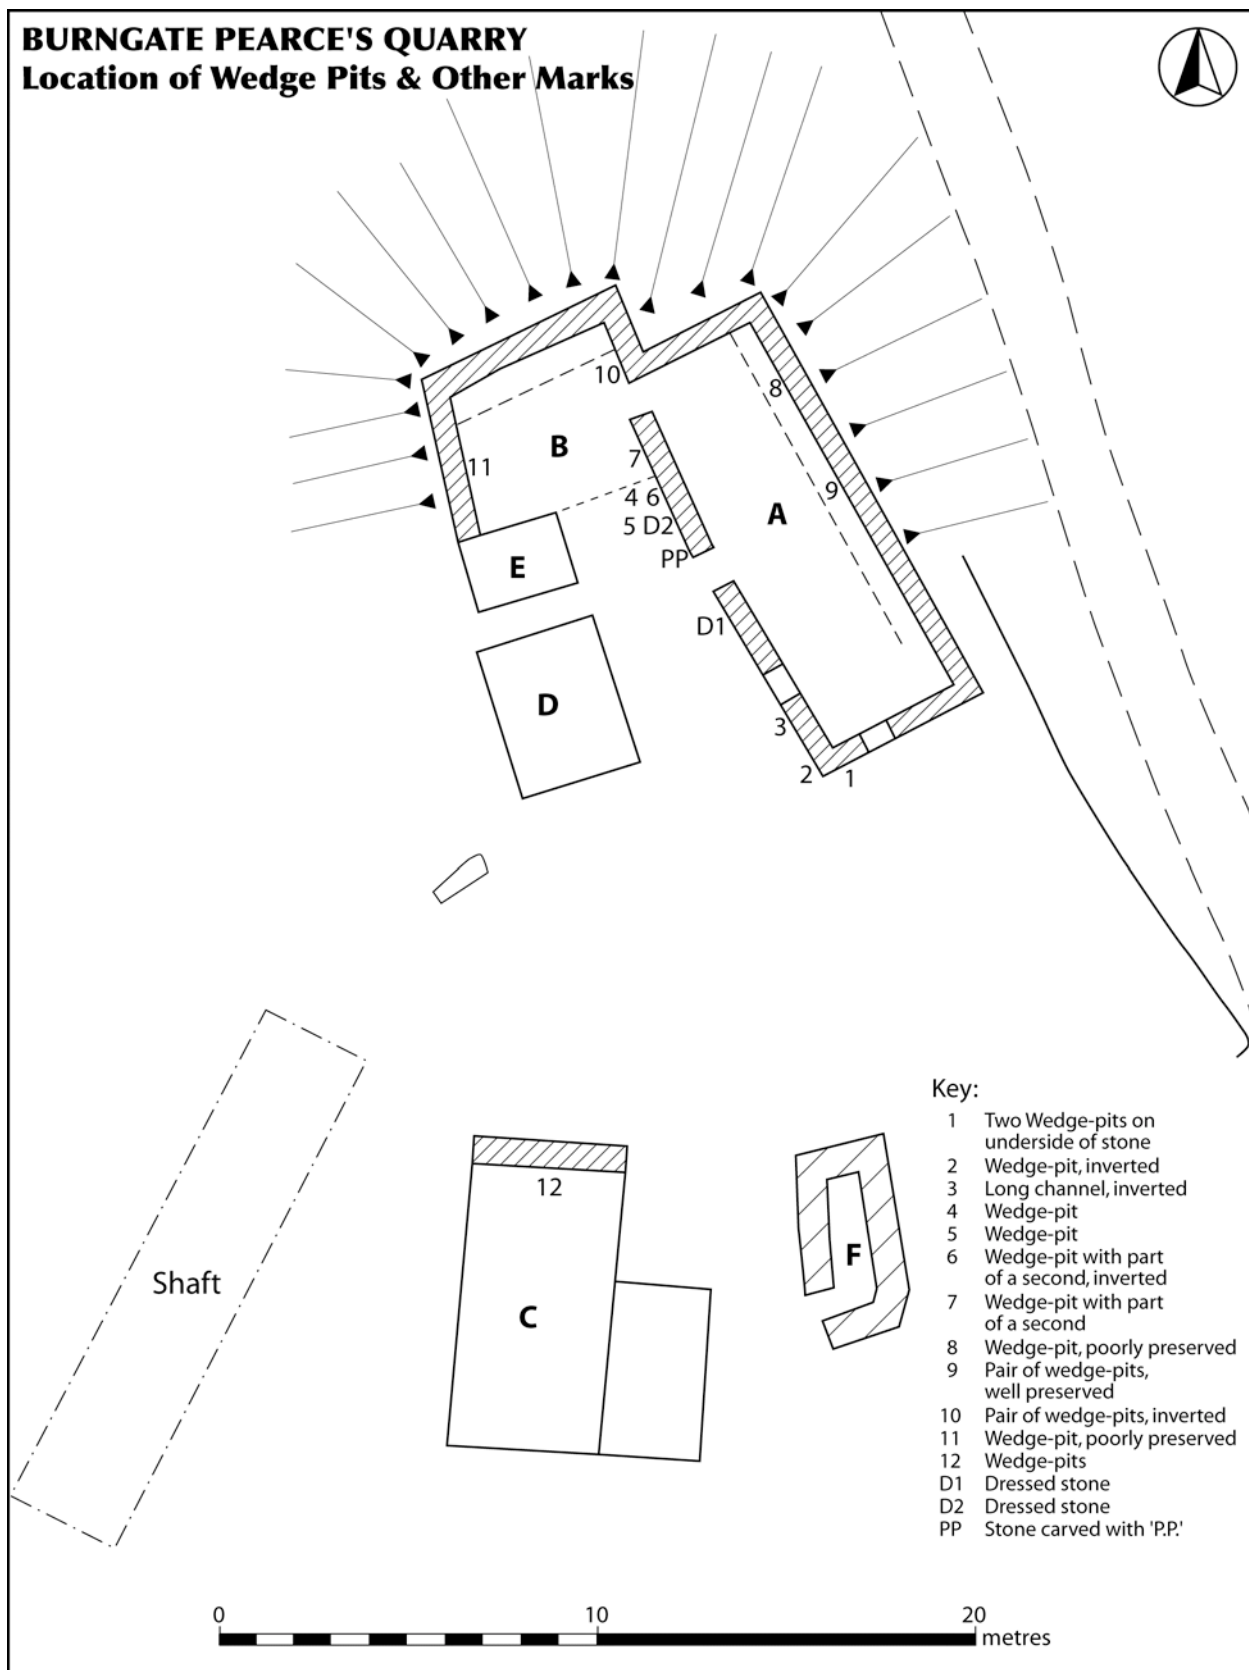 BURNGATE PEARCE'S QUARRY
Location of Wedge Pits & Other Marks
10
8
B
11
7
9
4 6
A
5 D2
PP
E
D1
D
3
2
1
12
Shaft
C
F
Key:
1 Two Wedge-pits on
underside of stone
2 Wedge-pit, inverted
3 Long channel, inverted
4 Wedge-pit
5 Wedge-pit
6 Wedge-pit with part
of a second, inverted
7 Wedge-pit with part
of a second
8 Wedge-pit, poorly preserved
9 Pair of wedge-pits,
well preserved
10 Pair of wedge-pits, inverted
11 Wedge-pit, poorly preserved
12 Wedge-pits
D1 Dressed stone
D2 Dressed stone
PP Stone carved with 'P.P.'
0 10 20
metres